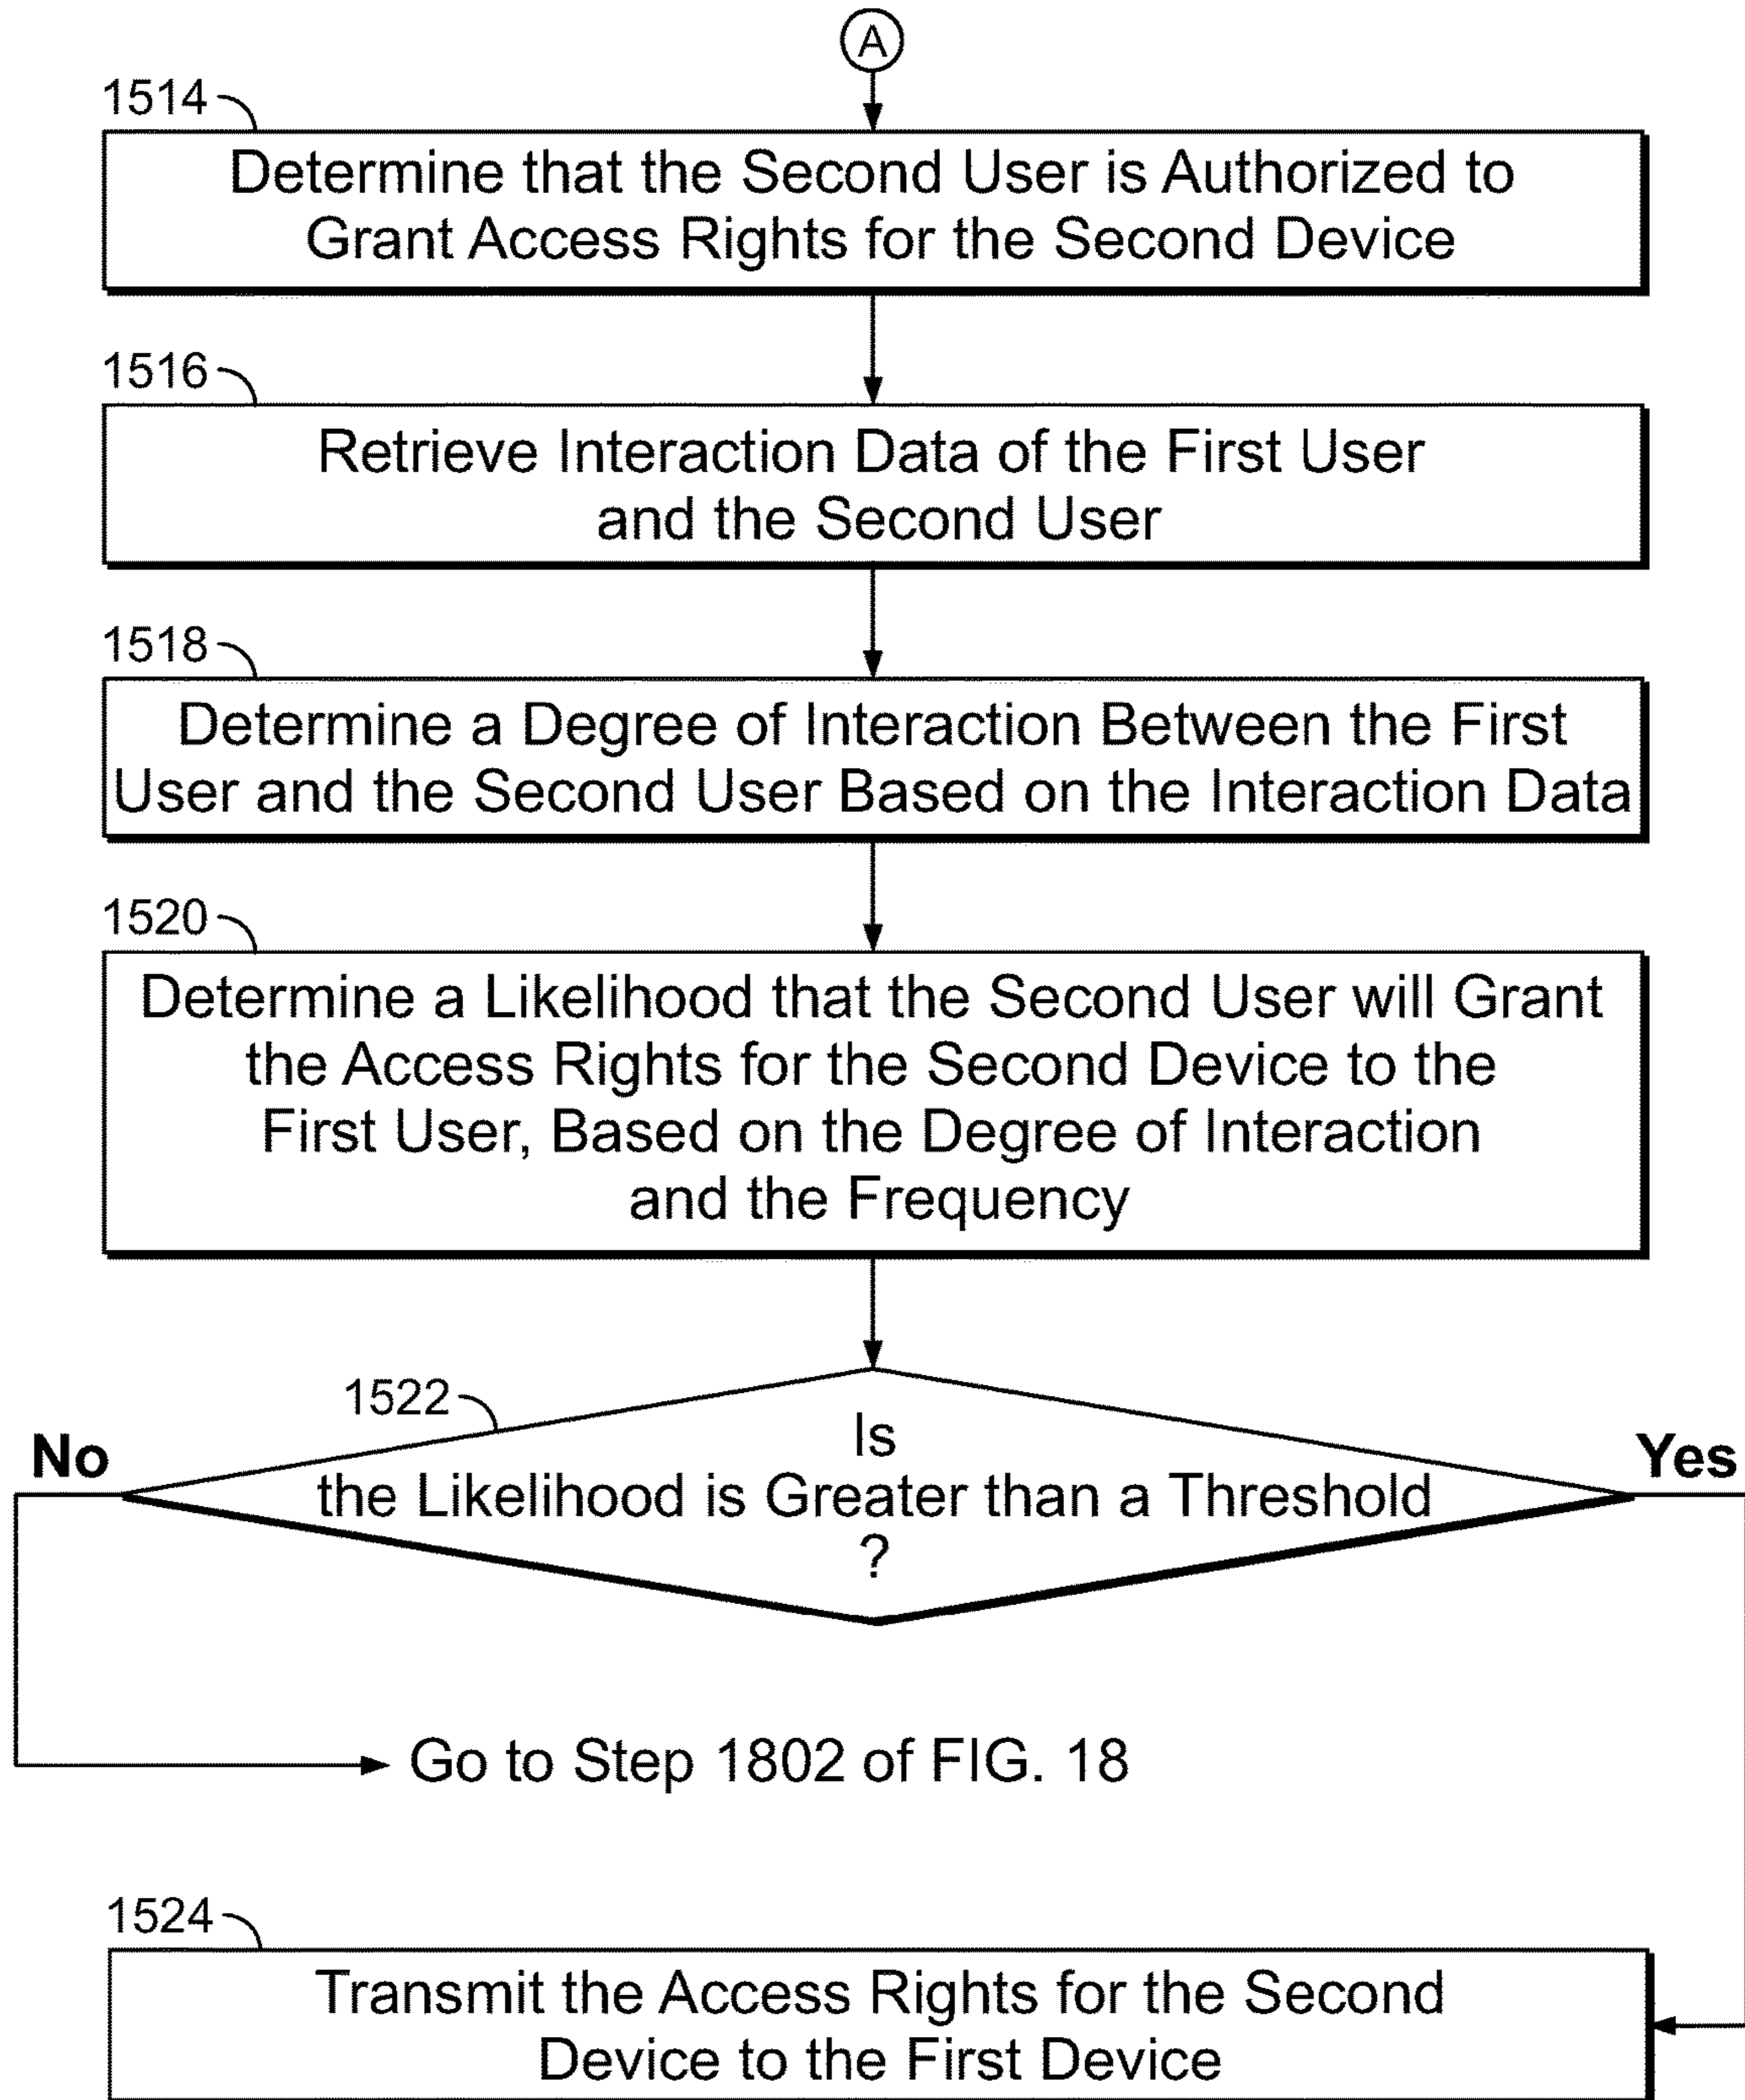 A
1514
Determine that the Second User is Authorized to
Grant Access Rights for the Second Device
1516
Retrieve Interaction Data of the First User
and the Second User
1518
Determine a Degree of Interaction Between the First
User and the Second User Based on the Interaction Data
1520
Determine a Likelihood that the Second User will Grant
the Access Rights for the Second Device to the
First User, Based on the Degree of Interaction
and the Frequency
1522
Is
No
Yes
the Likelihood is Greater than a Threshold
?
Go to Step 1802 of FIG. 18
1524
Transmit the Access Rights for the Second
Device to the First Device